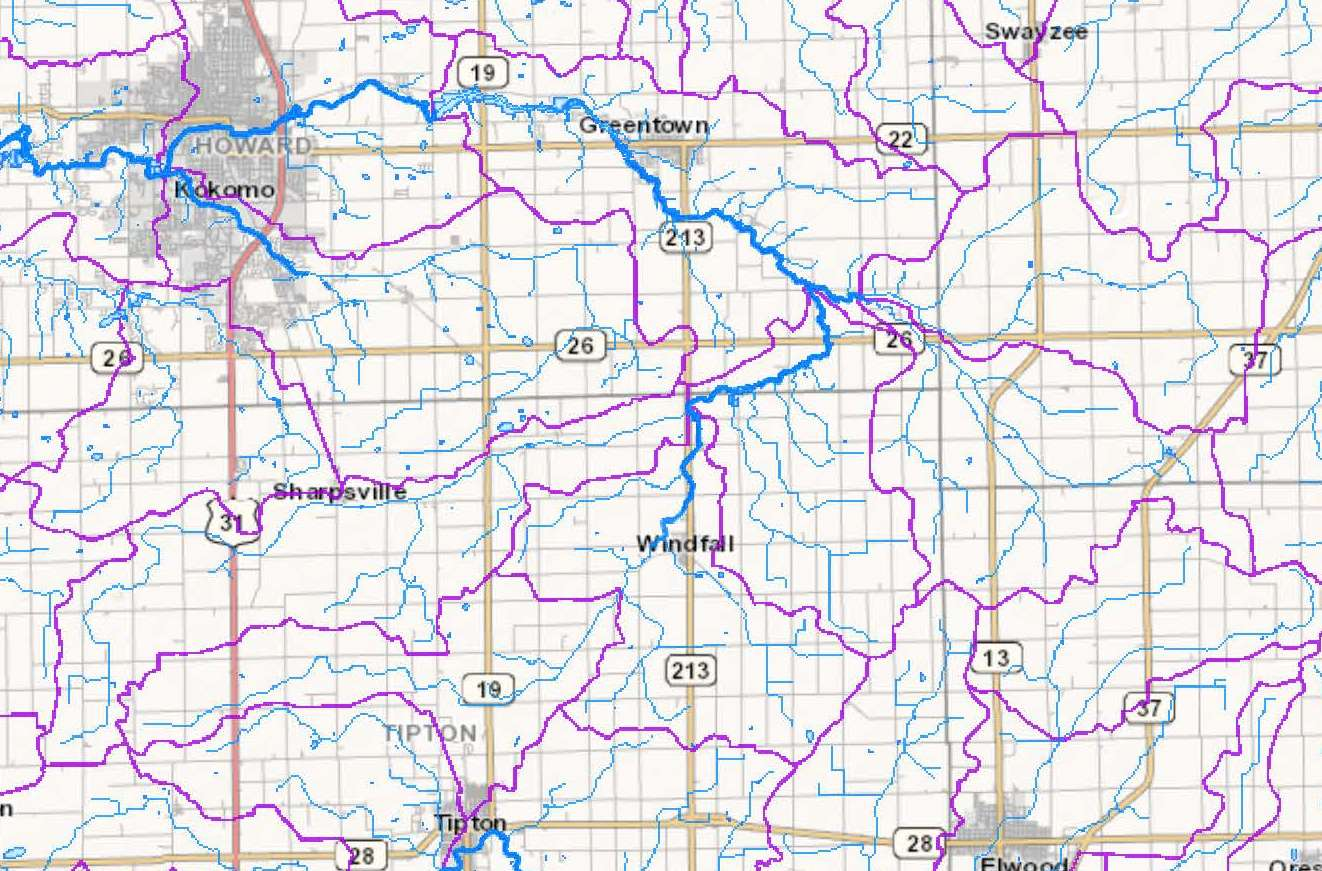 Swayzee
19
Greentown
22
HOWARD
Kokomo
213
26
26
26
37
Sharpsville
31
Windfall
13
213
19
37
TIPTON
n
Tipton
28
28
Elwood
Ores